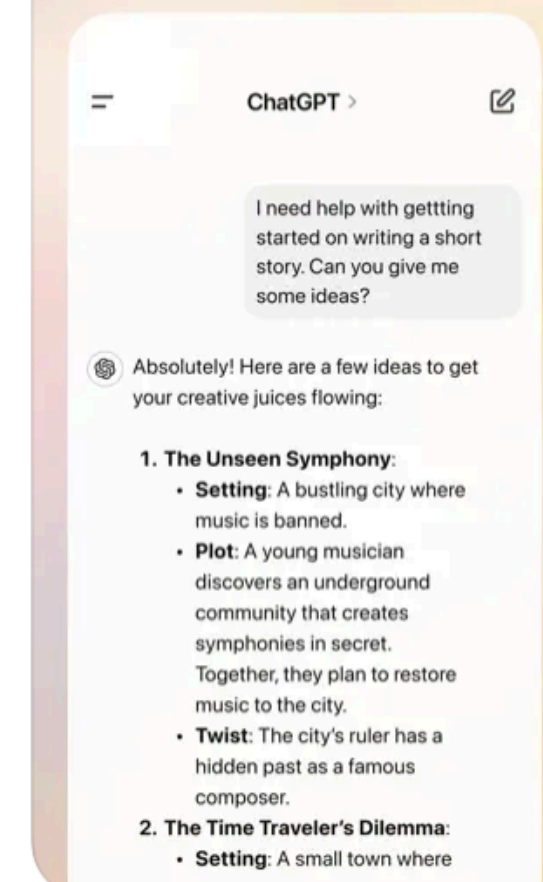 ChatGPT >
I need help with gettting
started on writing a short
story. Can you give me
some ideas?
Absolutely! Here are a few ideas to get
your creative juices flowing:
1. The Unseen Symphony:
• Setting: A bustling city where
music is banned.
• Plot: A young musician
discovers an underground
community that creates
symphonies in secret.
Together, they plan to restore
music to the city.
• Twist: The city's ruler has a
hidden past as a famous
composer.
2. The Time Traveler's Dilemma:
• Setting: A small town where